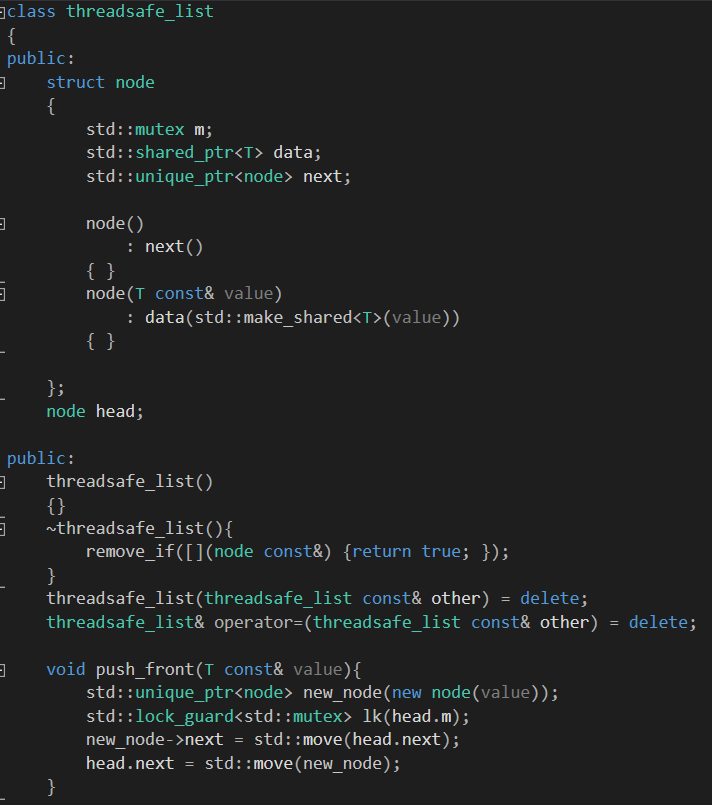 class threadsafe_list
{
public:
    struct node
    {
        std::mutex m;
        std::shared_ptr<T> data;
        std::unique_ptr<node> next;

        node()
            : next()
        { }
        node(T const& value)
            : data(std::make_shared<T>(value))
        { }

    };
    node head;

public:
    threadsafe_list()
    {}
    ~threadsafe_list(){
        remove_if([](node const&) {return true; });
    }
    threadsafe_list(threadsafe_list const& other) = delete;
    threadsafe_list& operator=(threadsafe_list const& other) = delete;

    void push_front(T const& value){
        std::unique_ptr<node> new_node(new node(value));
        std::lock_guard<std::mutex> lk(head.m);
        new_node->next = std::move(head.next);
        head.next = std::move(new_node);
    }